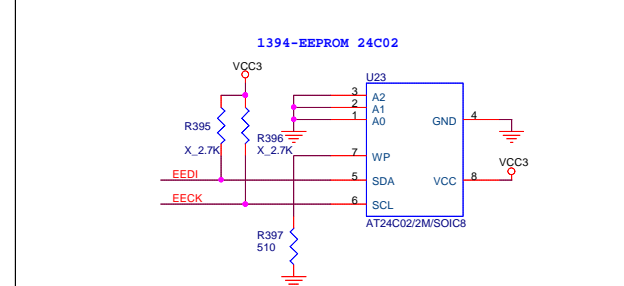 1394-EEPROM 24C02
VCC3
U23
3
A2
2
A1
1
A0
GND
4
R395
X_2.7K
R396
X_2.7K
7
WP
VCC3
EEDI
5
SDA
VCC
8
EECK
6
SCL
AT24C02/2M/SOIC8
R397
510